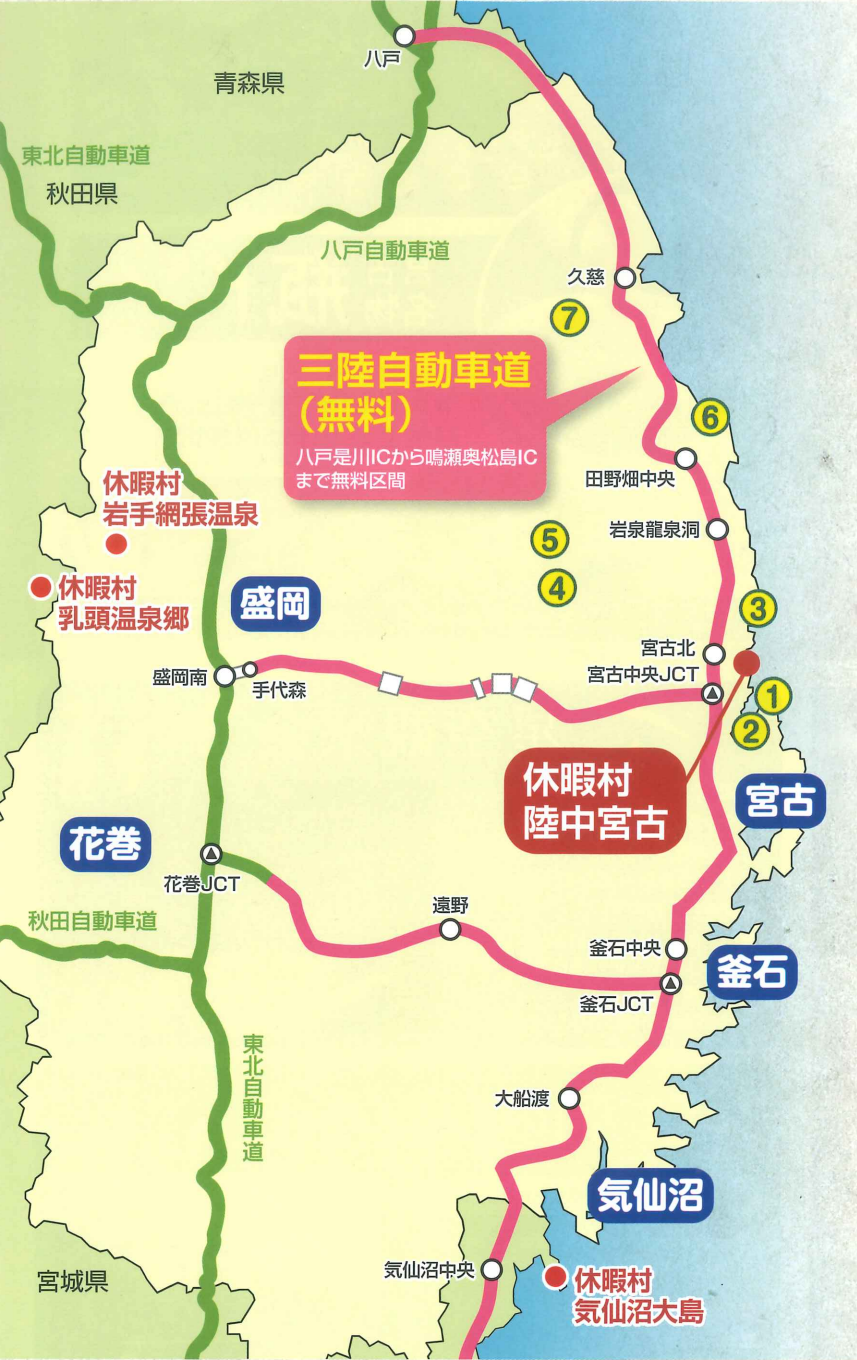 八戸
青森県
東北自動車道
秋田県
八戸自動車道
久慈
⑦
三陸自動車道
(無料)
八戸是川ICから鳴瀬奥松島IC
まで無料区間
⑥
田野畑中央
休暇村
岩手網張温泉
岩泉龍泉洞
⑤
④
休暇村
乳頭温泉郷
盛岡
③
宮古北
宮古中央JCT
盛岡南
手代森
①
②
休暇村
陸中宮古
宮古
花巻
花巻JCT
遠野
秋田自動車道
釜石中央
釜石
釜石JCT
東北自動車道
大船渡
気仙沼
気仙沼中央
宮城県
休暇村
気仙沼大島